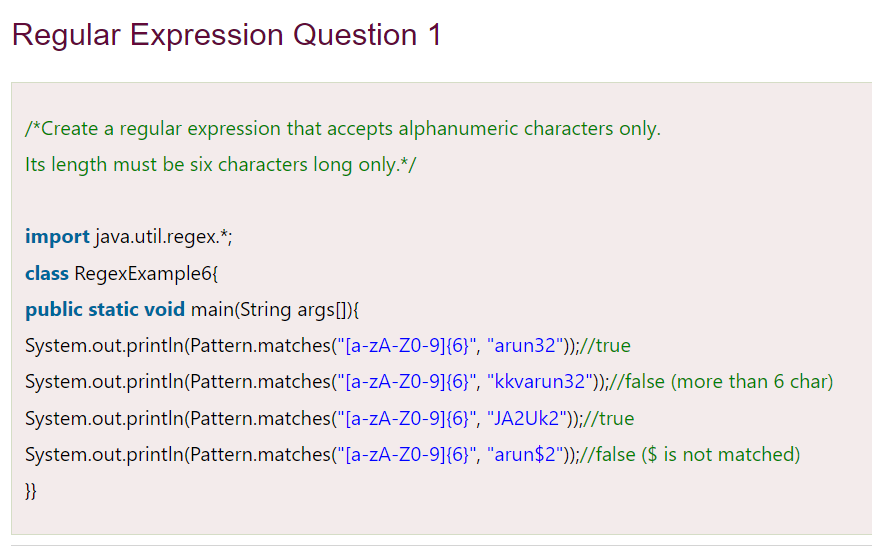 Regular Expression Question 1
/*Create a regular expression that accepts alphanumeric characters only.
Its length must be six characters long only.*/
import java.util.regex.*;
class RegexExample6{
public static void main(String args[]){
System.out.println(Pattern.matches("[a-zA-Z0-9]{6}", "arun32"));//true
System.out.println(Pattern.matches("[a-zA-Z0-9]{6}", "kkvarun32"));//false (more than 6 char)
System.out.println(Pattern.matches("[a-zA-Z0-9]{6}", "JA2Uk2"));//true
System.out.println(Pattern.matches("[a-zA-Z0-9]{6}", "arun$2"));//false ($ is not matched)
}}